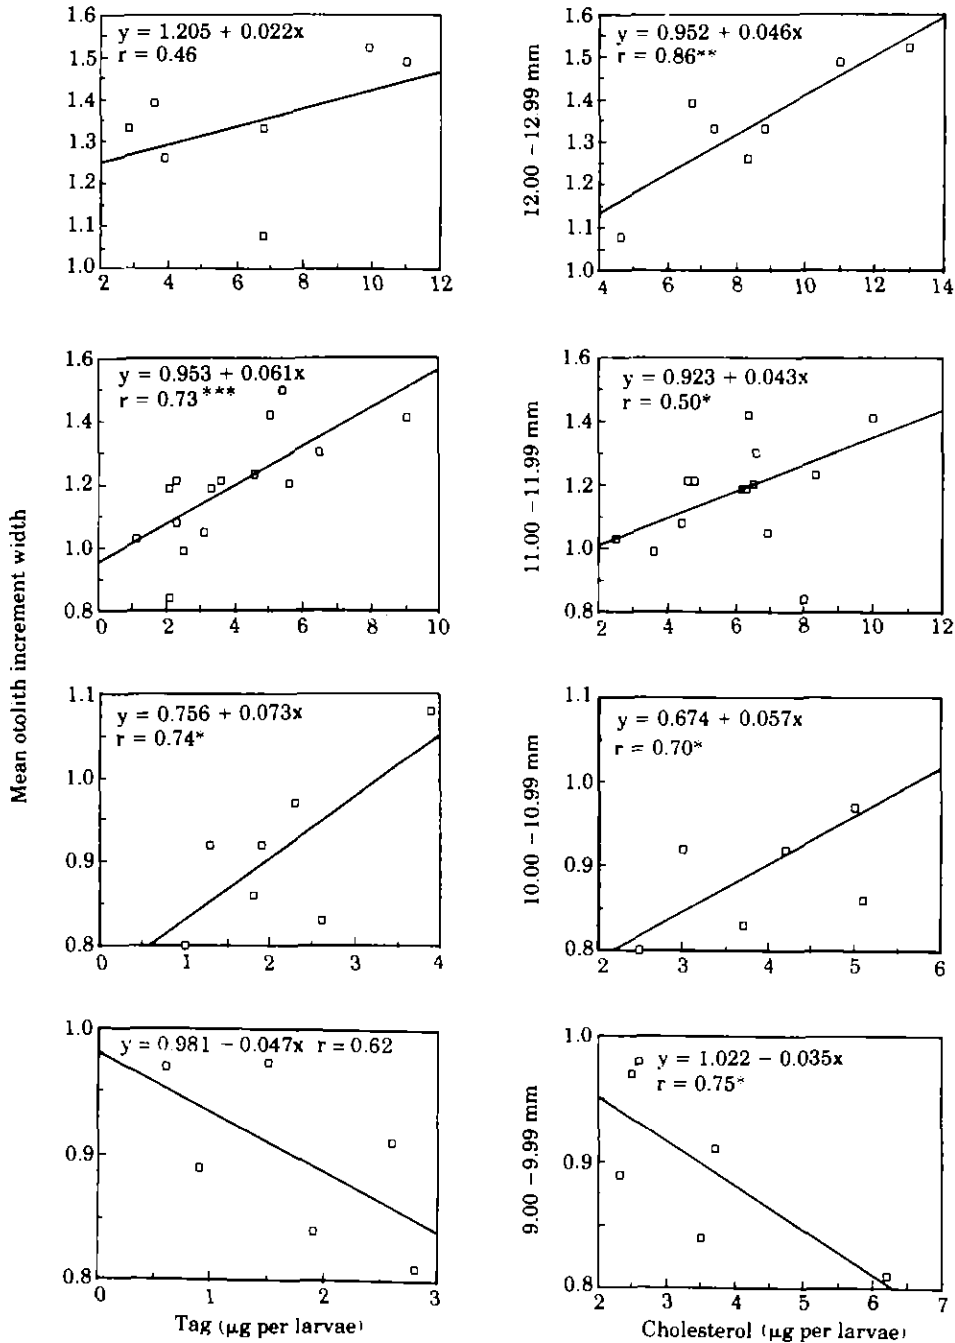 y = 1.205 + 0.022x
r = 0.46
1.6
1.5
1.4
1.3
1.2
1.1
1.0
2 4 6 8 10 12
y = 0.952 + 0.046x
r = 0.86**
1.6
1.5
1.4
1.3
1.2
1.1
1.0
4 6 8 10 12 14
12.00 – 12.99 mm
y = 0.953 + 0.061x
r = 0.73***
1.6
1.4
1.2
1.0
0.8
0 2 4 6 8 10
y = 0.923 + 0.043x
r = 0.50*
1.6
1.4
1.2
1.0
0.8
2 4 6 8 10 12
11.00 – 11.99 mm
Mean otolith increment width
y = 0.756 + 0.073x
r = 0.74*
1.1
1.0
0.9
0.8
0 1 2 3 4
y = 0.674 + 0.057x
r = 0.70*
1.1
1.0
0.9
0.8
2 3 4 5 6
10.00 – 10.99 mm
y = 0.981 – 0.047x r = 0.62
1.0
0.9
0.8
0 1 2 3
Tag (μg per larvae)
y = 1.022 – 0.035x
r = 0.75*
1.0
0.9
0.8
2 3 4 5 6 7
9.00 – 9.99 mm
Cholesterol (μg per larvae)